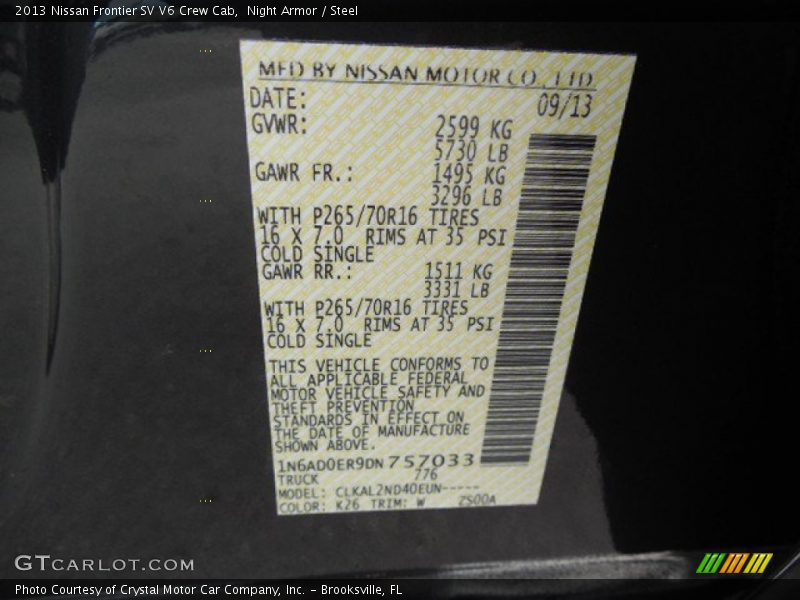 2013 Nissan Frontier SV V6 Crew Cab, Night Armor / Steel
MFD BY NISSAN MOTOR CO., LTD.
DATE: 09/13
GVWR: 2599 KG
5730 LB
GAWR FR.: 1495 KG
3296 LB
WITH P265/70R16 TIRES
16 X 7.0 RIMS AT 35 PSI
COLD SINGLE
GAWR RR.: 1511 KG
3331 LB
WITH P265/70R16 TIRES
16 X 7.0 RIMS AT 35 PSI
COLD SINGLE
THIS VEHICLE CONFORMS TO
ALL APPLICABLE FEDERAL
MOTOR VEHICLE SAFETY AND
THEFT PREVENTION
STANDARDS IN EFFECT ON
THE DATE OF MANUFACTURE
SHOWN ABOVE.
1N6AD0ER9DN757033
TRUCK 776
MODEL: CLKAL2ND40EUN-----
COLOR: K26 TRIM: W ZS00A
GTCARLOT.COM
Photo Courtesy of Crystal Motor Car Company, Inc. – Brooksville, FL